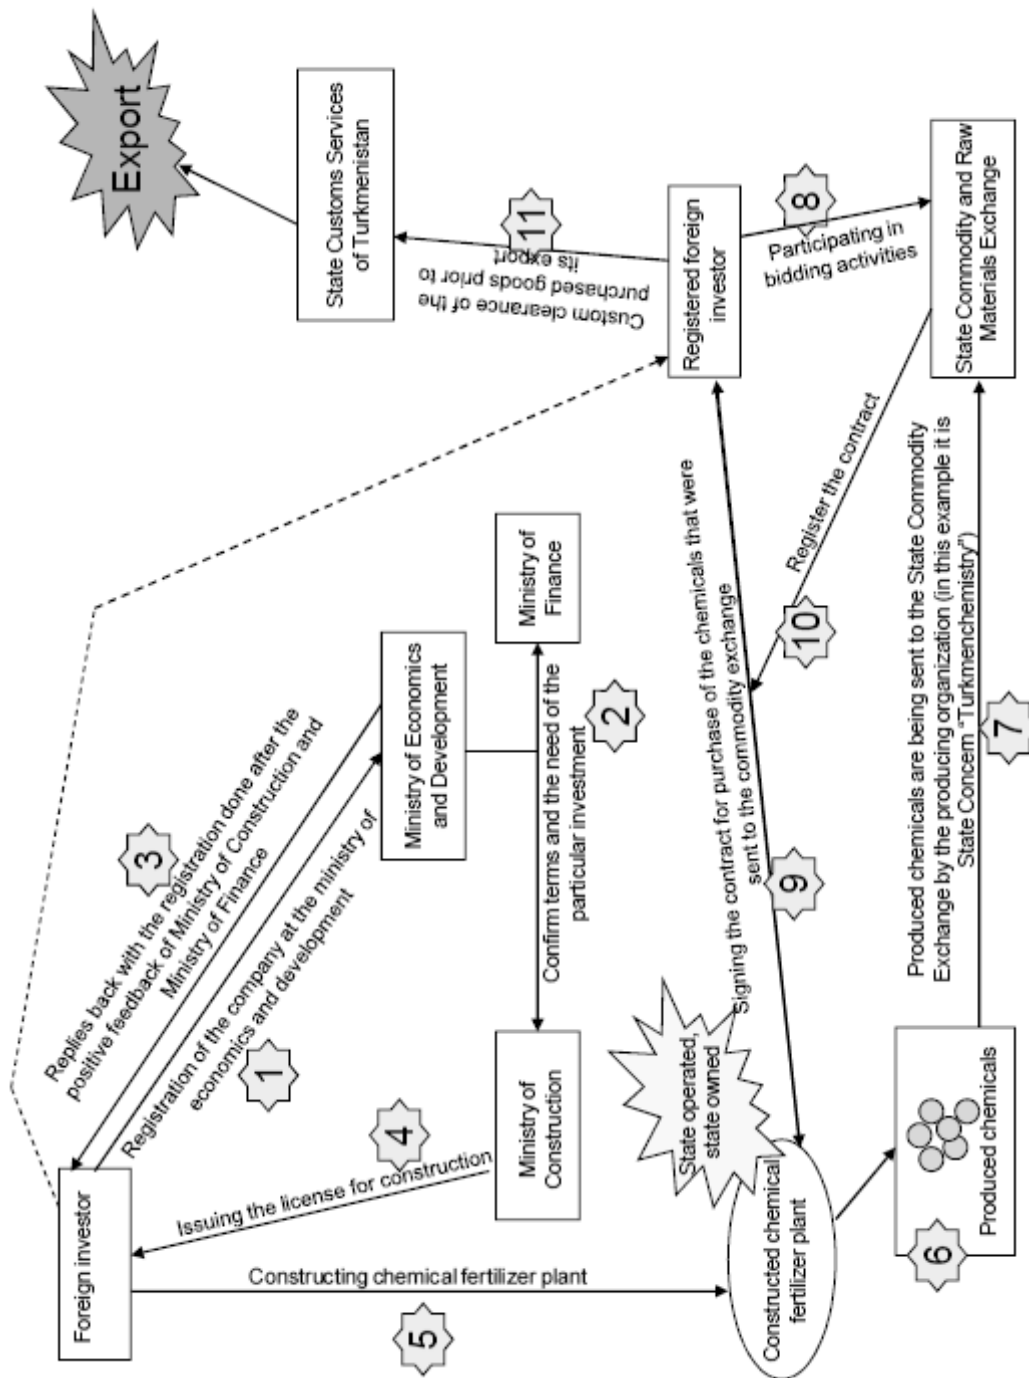 Foreign investor
3
Replies back with the registration done after the
positive feedback of Ministry of Construction and
Ministry of Finance
Registration of the company at the ministry of
economics and development
1
Export
State Customs Services
of Turkmenistan
Ministry of Economics
and Development
Issuing the license for construction
4
Constructing chemical fertilizer plant
5
Ministry of
Construction
Confirm terms and the need of the
particular investment
2
Ministry of
Finance
11
Custom clearance of the
purchased goods prior to
its export
State operated,
state owned
Constructed chemical
fertilizer plant
Signing the contract for purchase of the chemicals that were
sent to the commodity exchange
9
Registered foreign
investor
10
Register the contract
8
Participating in
bidding activities
6
Produced chemicals
Produced chemicals are being sent to the State Commodity
Exchange by the producing organization (in this example it is
State Concern "Turkmenchemistry")
7
State Commodity and Raw
Materials Exchange